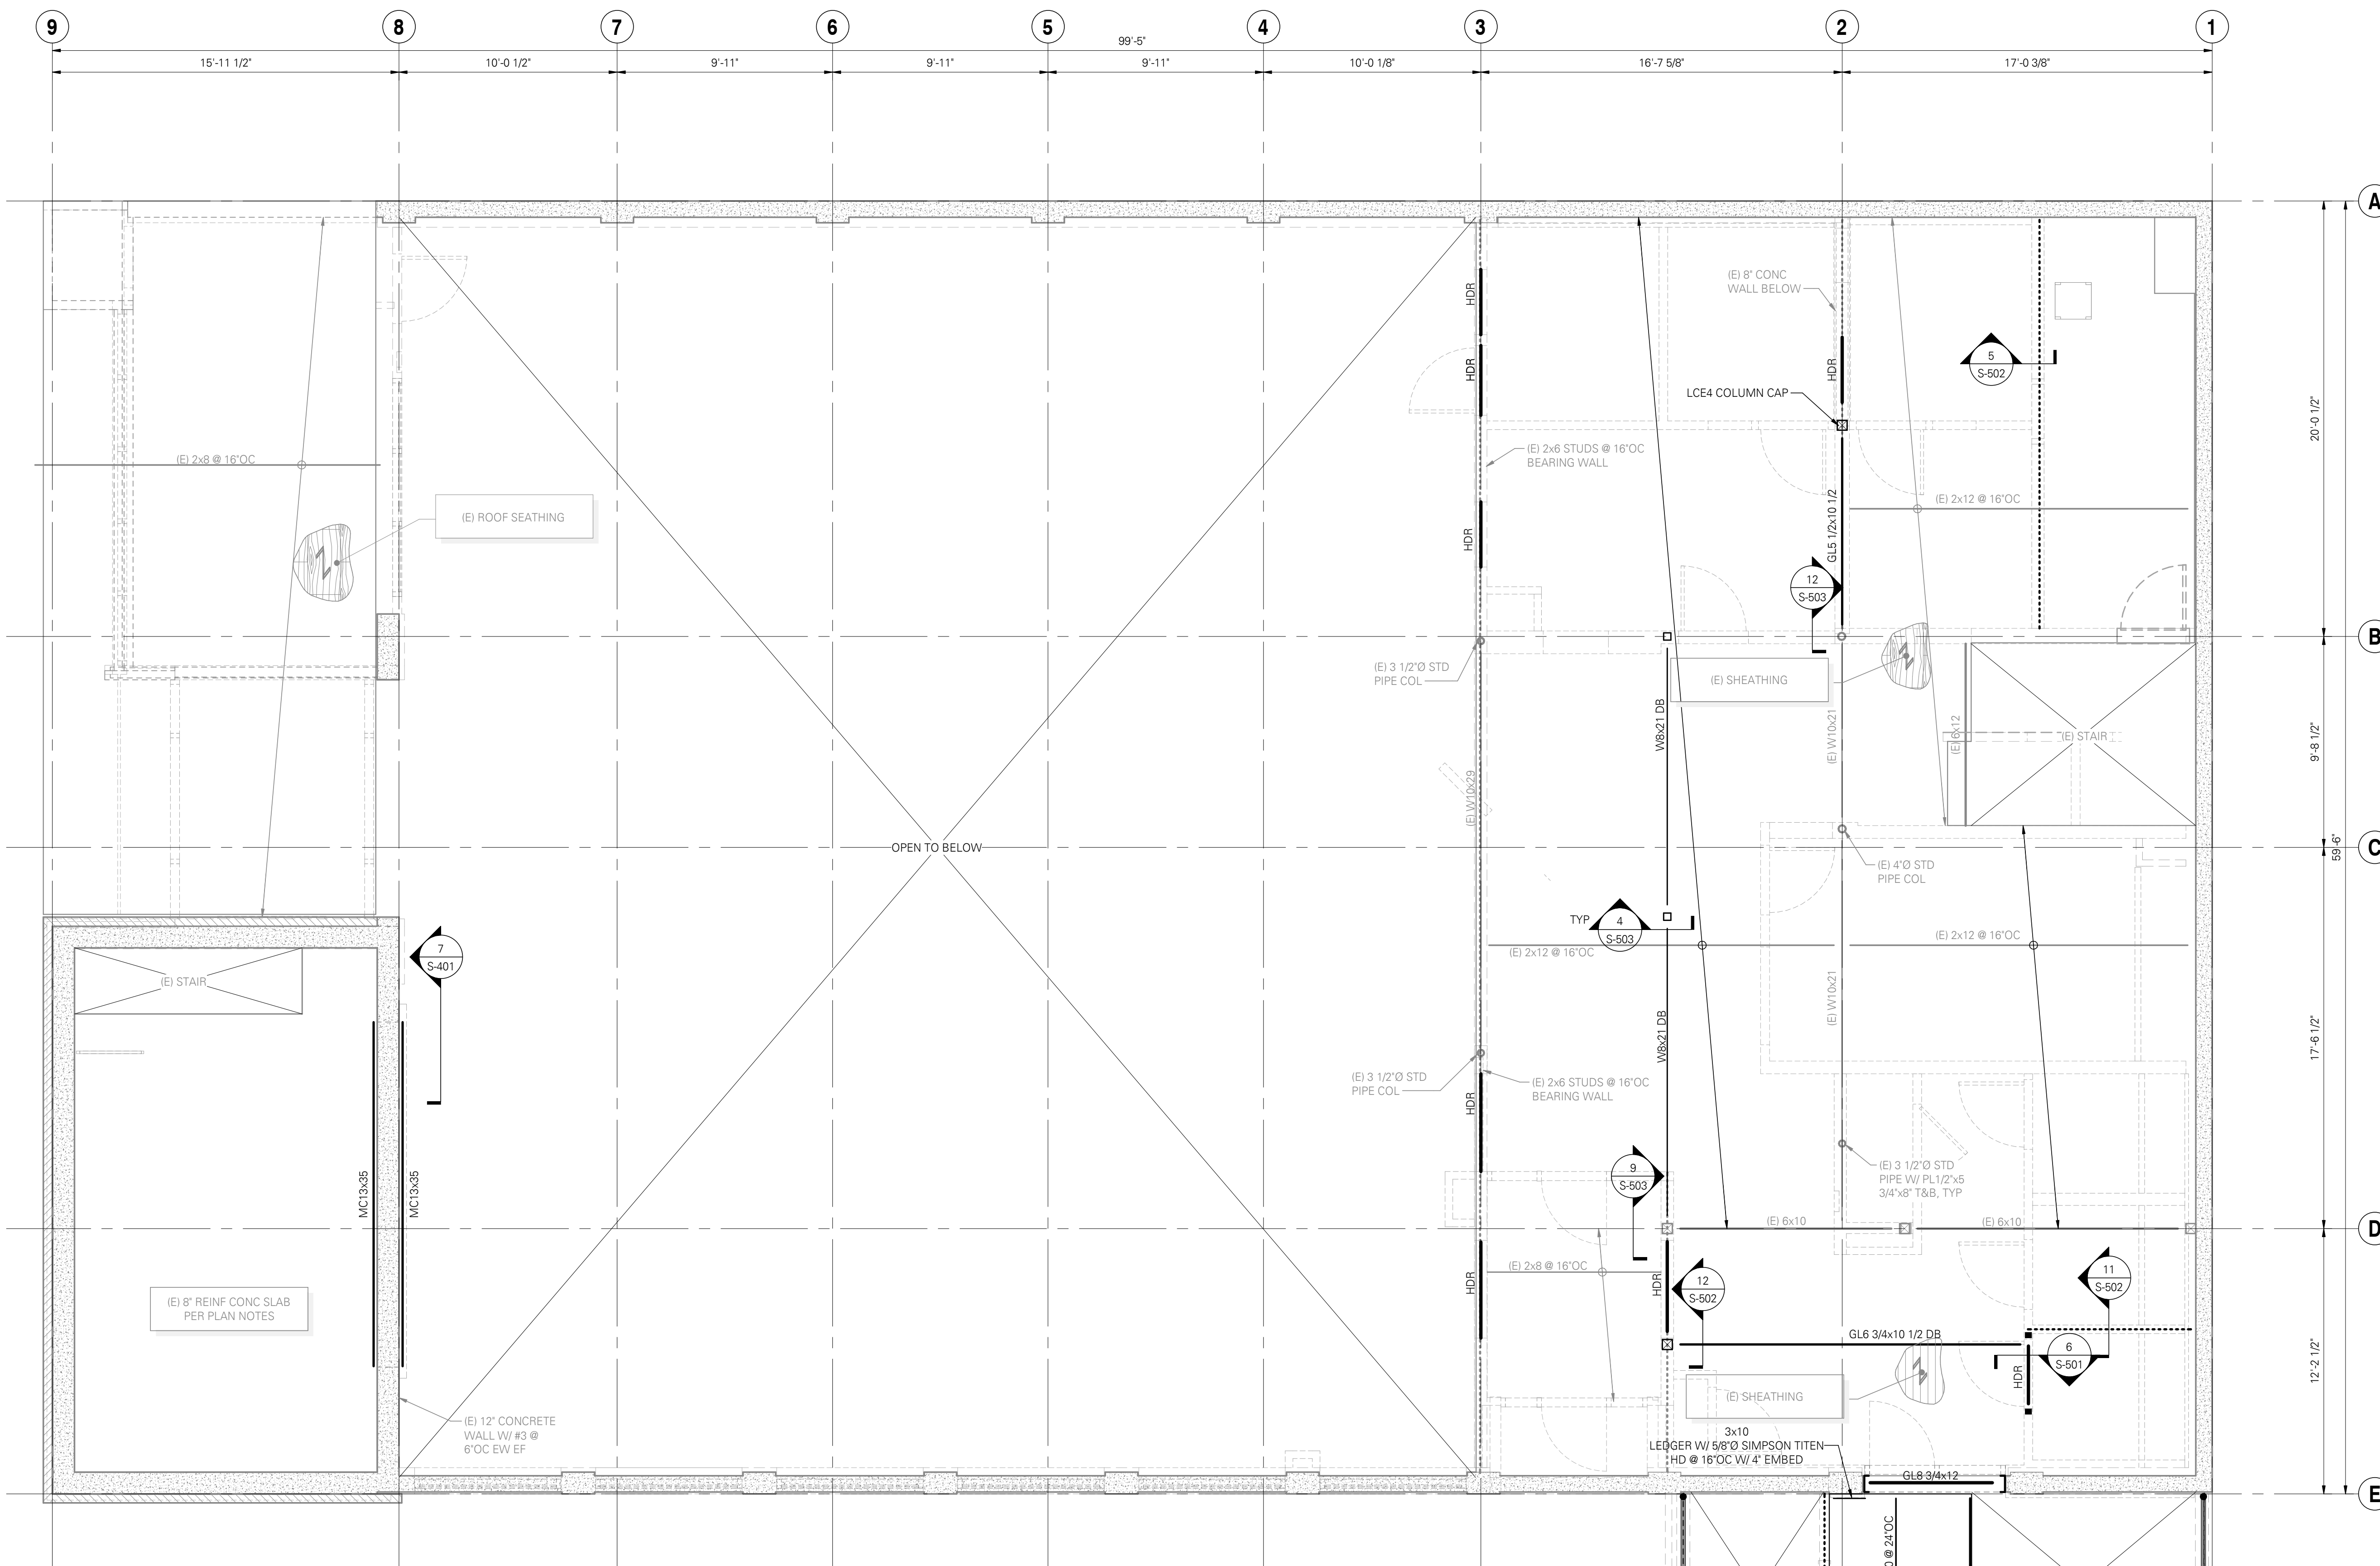 9
8
7
6
5
4
3
2
1
99'-5"
15'-11 1/2"
10'-0 1/2"
9'-11"
9'-11"
9'-11"
10'-0 1/8"
16'-7 5/8"
17'-0 3/8"
A
HDR
(E) 8" CONC
WALL BELOW
HDR
HDR
5
S-502
LCE4 COLUMN CAP
20'-0 1/2"
(E) 2x8 @ 16"OC
(E) 2x6 STUDS @ 16"OC
BEARING WALL
(E) 2x12 @ 16"OC
(E) ROOF SEATHING
HDR
GL5 1/2x10 1/2
12
S-503
B
(E) 3 1/2"Ø STD
PIPE COL
(E) SHEATHING
W8x21 DB
(E) W10x21
(E) 6x12
(E) STAIR
9'-8 1/2"
(E) W10x29
OPEN TO BELOW
C
59'-6"
(E) 4"Ø STD
PIPE COL
TYP
4
S-503
(E) 2x12 @ 16"OC
(E) 2x12 @ 16"OC
7
S-401
(E) STAIR
(E) W10x21
W8x21 DB
17'-6 1/2"
(E) 3 1/2"Ø STD
PIPE COL
(E) 2x6 STUDS @ 16"OC
BEARING WALL
HDR
MC13x35
MC13x35
9
S-503
(E) 3 1/2"Ø STD
PIPE W/ PL1/2"x5
3/4"x8" T&B, TYP
(E) 6x10
(E) 6x10
D
(E) 2x8 @ 16"OC
HDR
HDR
12
S-502
11
S-502
(E) 8" REINF CONC SLAB
PER PLAN NOTES
GL6 3/4x10 1/2 DB
6
S-501
HDR
12'-2 1/2"
(E) SHEATHING
(E) 12" CONCRETE
WALL W/ #3 @
6"OC EW EF
3x10
LEDGER W/ 5/8"Ø SIMPSON TITEN
HD @ 16"OC W/ 4" EMBED
GL8 3/4x12
E
@ 24"OC